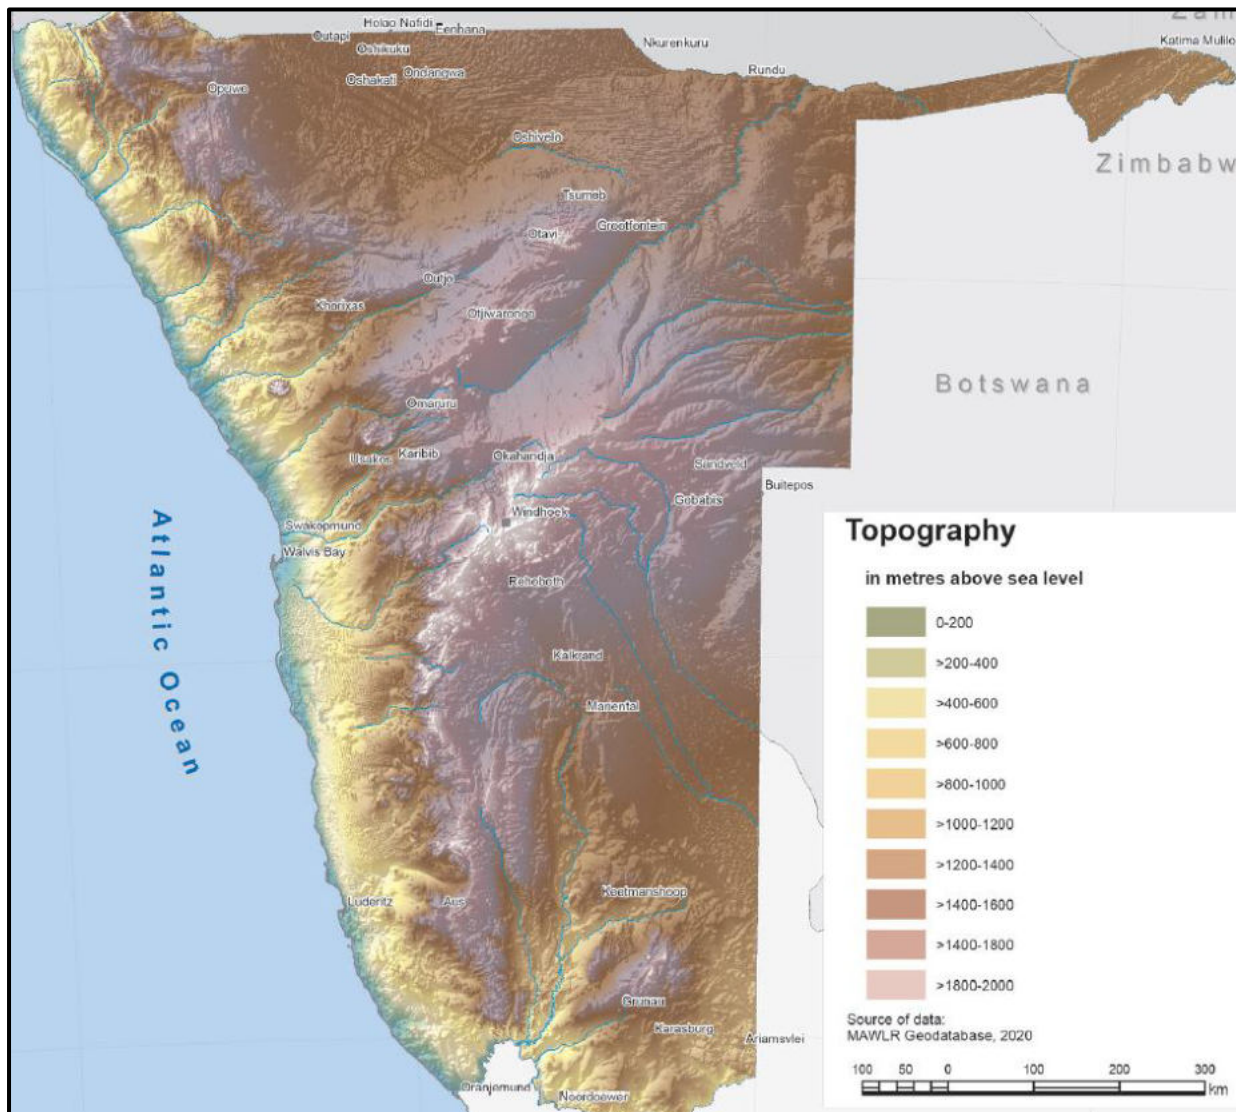 Zam
Holgo Nofidi
Eenhana
Outapi
Oshikuku
Nkurenkuru
Katima Mulilo
Oshakati
Ondangwa
Rundu
Opuwo
Oshivelo
Zimbabw
Tsumeb
Grootfontein
Otavi
Outjo
Khorixas
Otjiwarongo
Botswana
Omaruru
Usakos
Karibib
Okahandja
Sandveld
Buitepos
Gobabis
Windhoek
Swakopmund
Walvis Bay
Atlantic Ocean
Rehoboth
Kalkrand
Mariental
Keetmanshoop
Luderitz
Aus
Grunau
Karasburg
Ariamsvlei
Oranjemund
Noordoewer
Topography
in metres above sea level
0-200
>200-400
>400-600
>600-800
>800-1000
>1000-1200
>1200-1400
>1400-1600
>1400-1800
>1800-2000
Source of data:
MAWLR Geodatabase, 2020
100 50 0 100 200 300
km